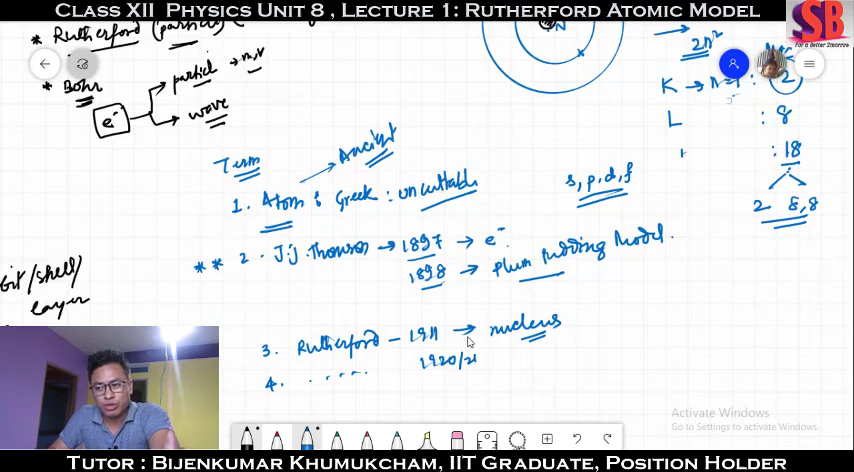 CLASS XII PHYSICS UNIT 8 , LECTURE 1: RUTHERFORD ATOMIC MODEL
SB
For a Better 2morrow
* Rutherford (particle)
* Bohr
e⁻
particl → m, v
wave
N
2n²
K → n=1 : 2
L : 8
: 18
2 8,8
s, p, d, f
Term
Ancient
1. Atom : Greek : uncuttable
** 2. J.J. Thomson → 1897 → e⁻.
1898 → Plum pudding Model.
/shell/
layer
3. Rutherford – 1911 → nucleus
1920/21
4. .....
Activate Windows
Go to Settings to activate Windows.
TUTOR : BIJENKUMAR KHUMUKCHAM, IIT GRADUATE, POSITION HOLDER